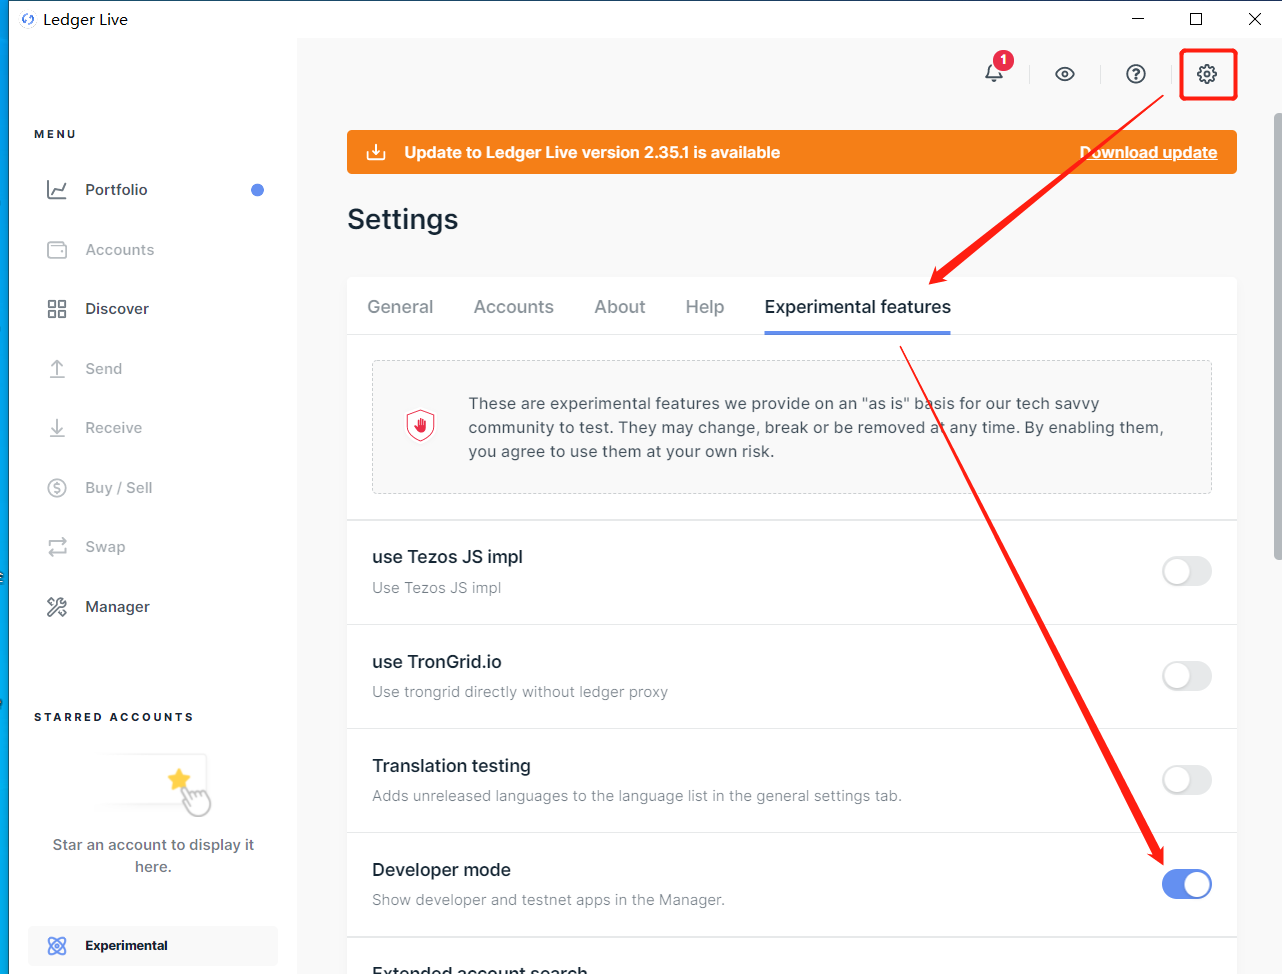 Ledger Live
1
MENU
Update to Ledger Live version 2.35.1 is available
Download update
Portfolio
Settings
Accounts
Discover
General
Accounts
About
Help
Experimental features
Send
These are experimental features we provide on an "as is" basis for our tech savvy
community to test. They may change, break or be removed at any time. By enabling them,
you agree to use them at your own risk.
Receive
Buy / Sell
Swap
Manager
use Tezos JS impl
Use Tezos JS impl
use TronGrid.io
Use trongrid directly without ledger proxy
STARRED ACCOUNTS
Translation testing
Adds unreleased languages to the language list in the general settings tab.
Star an account to display it
here.
Developer mode
Show developer and testnet apps in the Manager.
Experimental
Extended account search